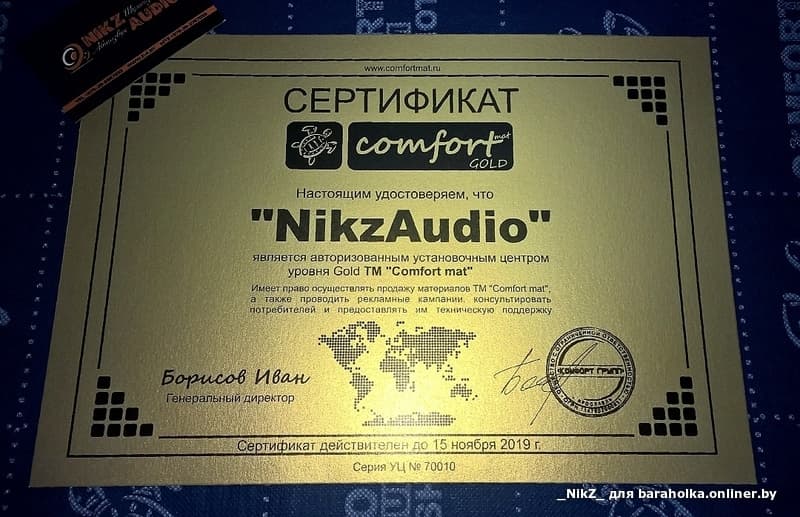 NIKZ
AUDIO
www.comfortmat.ru
СЕРТИФИКАТ
comfort mat
GOLD
Настоящим удостоверяем, что
"NikzAudio"
является авторизованным установочным центром
уровня Gold ТМ "Comfort mat"
Имеет право осуществлять продажу материалов ТМ "Comfort mat",
а также проводить рекламные кампании, консультировать
потребителей и предоставлять им техническую поддержку
Борисов Иван
Генеральный директор
КОМФОРТ ГРУПП
Сертификат действителен до 15 ноября 2019 г.
Серия УЦ № 70010
_NikZ_ для baraholka.onliner.by